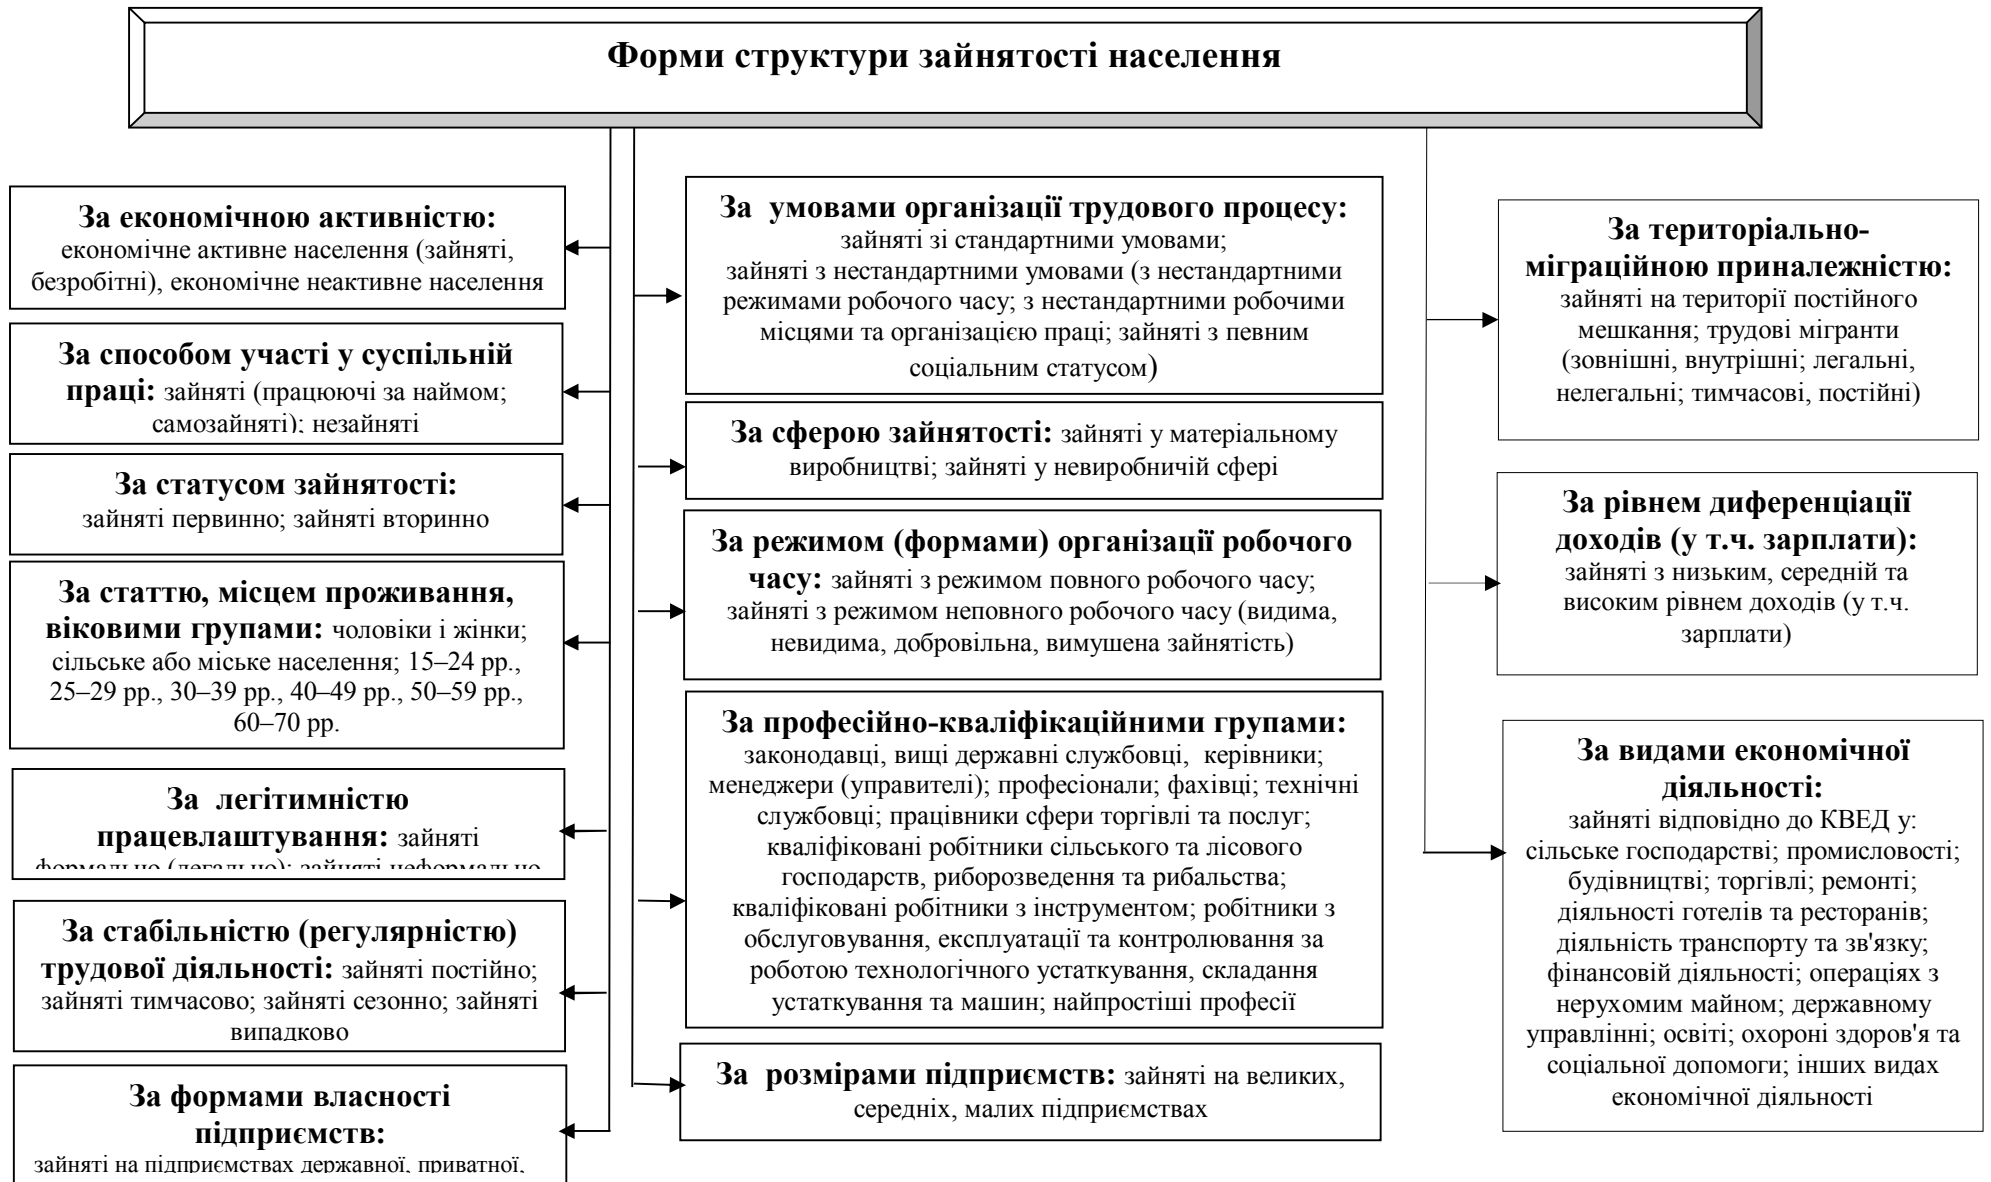 Форми структури зайнятості населення
За економічною активністю:
економічне активне населення (зайняті,
безробітні), економічне неактивне населення
За способом участі у суспільній
праці: зайняті (працюючі за наймом;
самозайняті); незайняті
За статусом зайнятості:
зайняті первинно; зайняті вторинно
За статтю, місцем проживання,
віковими групами: чоловіки і жінки;
сільське або міське населення; 15–24 рр.,
25–29 рр., 30–39 рр., 40–49 рр., 50–59 рр.,
60–70 рр.
За легітимністю
працевлаштування: зайняті
формально (легально); зайняті неформально
За стабільністю (регулярністю)
трудової діяльності: зайняті постійно;
зайняті тимчасово; зайняті сезонно; зайняті
випадково
За формами власності
підприємств:
зайняті на підприємствах державної, приватної,
За умовами організації трудового процесу:
зайняті зі стандартними умовами;
зайняті з нестандартними умовами (з нестандартними
режимами робочого часу; з нестандартними робочими
місцями та організацією праці; зайняті з певним
соціальним статусом)
За сферою зайнятості: зайняті у матеріальному
виробництві; зайняті у невиробничій сфері
За режимом (формами) організації робочого
часу: зайняті з режимом повного робочого часу;
зайняті з режимом неповного робочого часу (видима,
невидима, добровільна, вимушена зайнятість)
За професійно-кваліфікаційними групами:
законодавці, вищі державні службовці, керівники;
менеджери (управителі); професіонали; фахівці; технічні
службовці; працівники сфери торгівлі та послуг;
кваліфіковані робітники сільського та лісового
господарств, риборозведення та рибальства;
кваліфіковані робітники з інструментом; робітники з
обслуговування, експлуатації та контролювання за
роботою технологічного устаткування, складання
устаткування та машин; найпростіші професії
За розмірами підприємств: зайняті на великих,
середніх, малих підприємствах
За територіально-
міграційною приналежністю:
зайняті на території постійного
мешкання; трудові мігранти
(зовнішні, внутрішні; легальні,
нелегальні; тимчасові, постійні)
За рівнем диференціації
доходів (у т.ч. зарплати):
зайняті з низьким, середній та
високим рівнем доходів (у т.ч.
зарплати)
За видами економічної
діяльності:
зайняті відповідно до КВЕД у:
сільське господарстві; промисловості;
будівництві; торгівлі; ремонті;
діяльності готелів та ресторанів;
діяльність транспорту та зв'язку;
фінансовій діяльності; операціях з
нерухомим майном; державному
управлінні; освіті; охороні здоров'я та
соціальної допомоги; інших видах
економічної діяльності